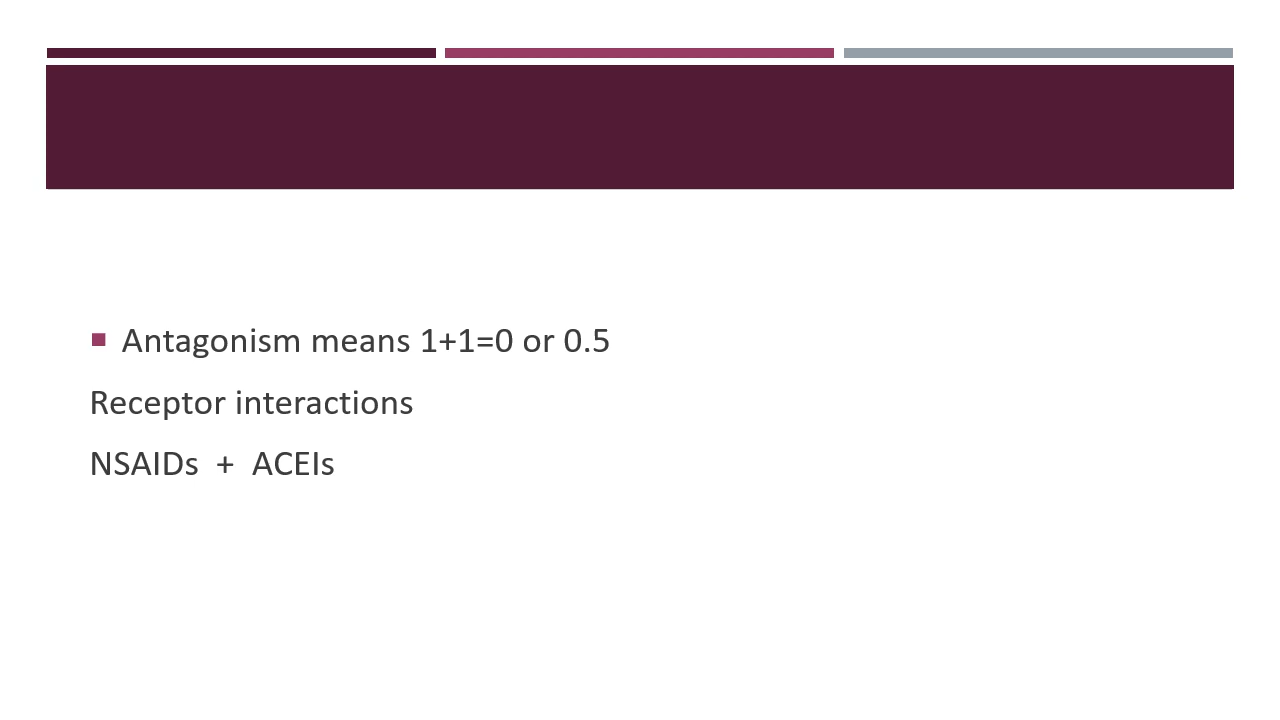 Antagonism means 1+1=0 or 0.5
Receptor interactions
NSAIDs + ACEIs